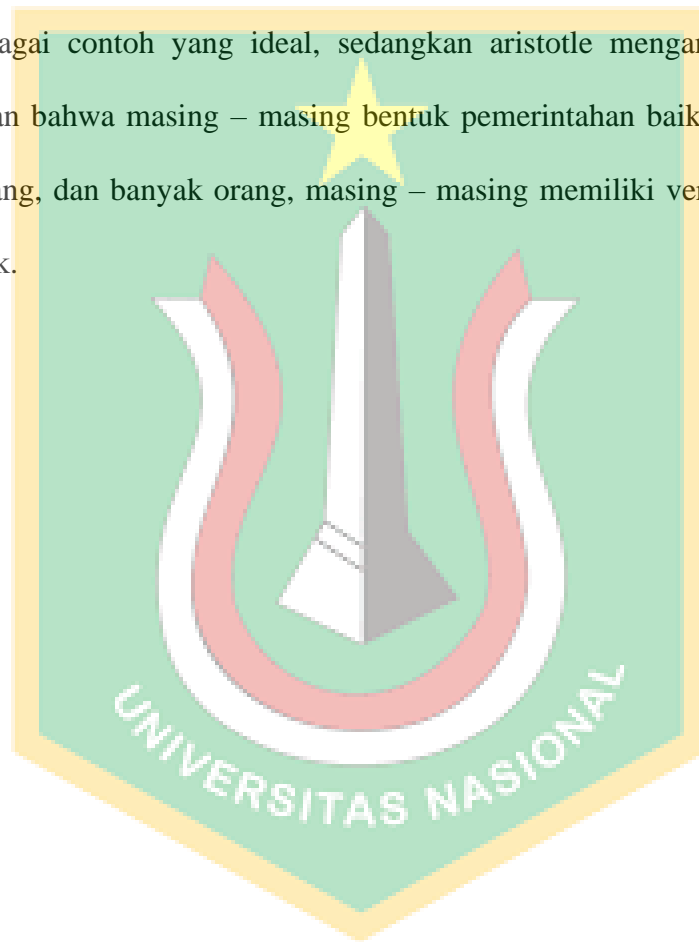 agai contoh yang ideal, sedangkan aristotle mengan
an bahwa masing – masing bentuk pemerintahan baik
ang, dan banyak orang, masing – masing memiliki ver
k.
UNIVERSITAS NASIONAL